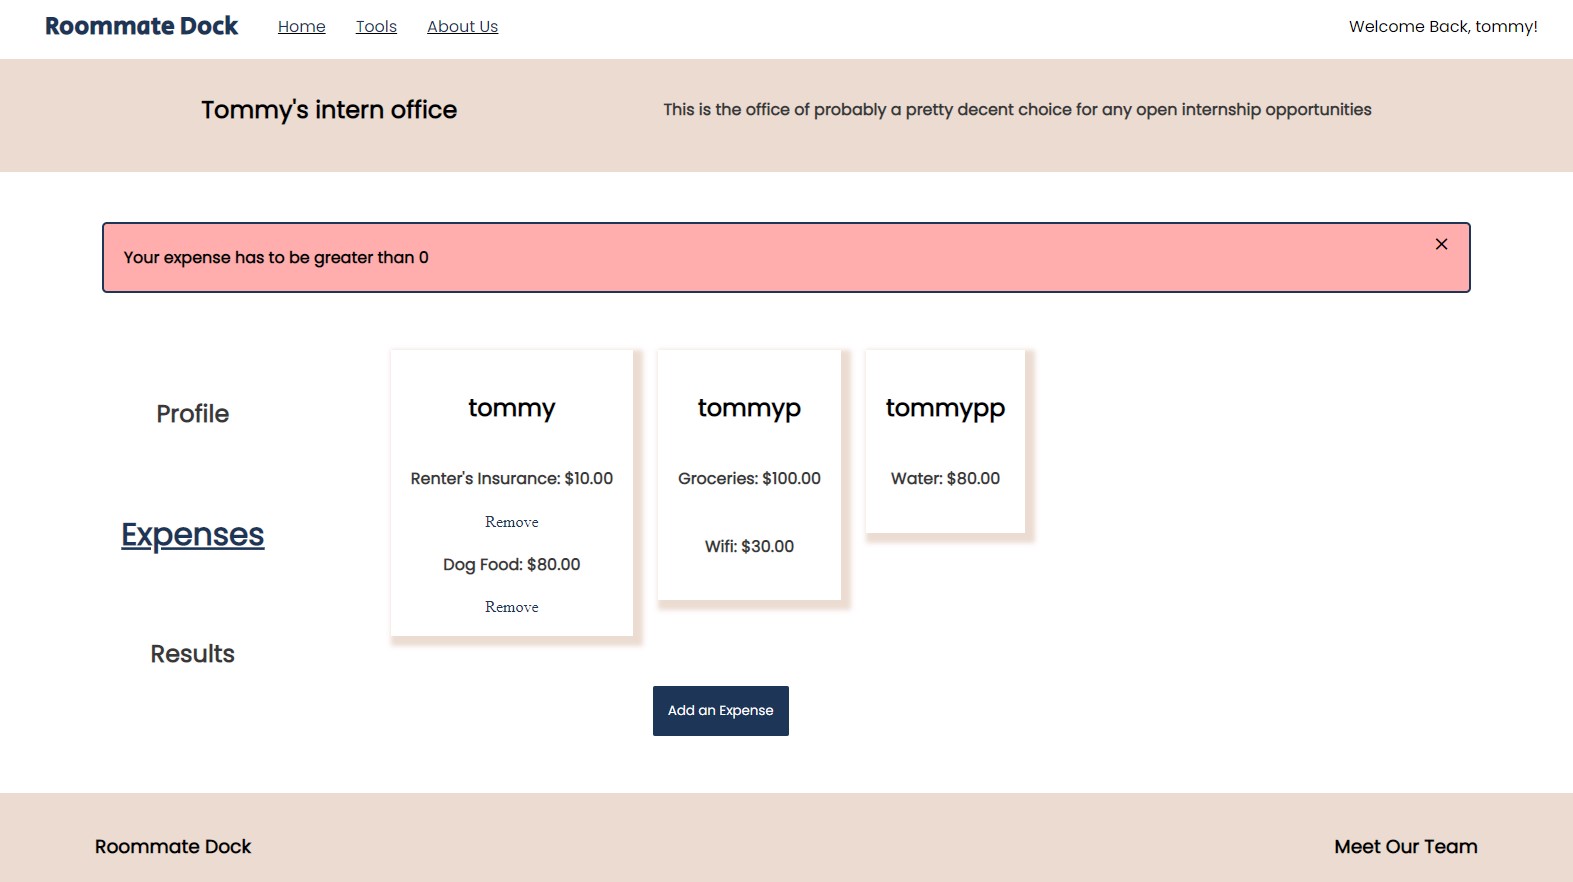 Roommate Dock Home Tools About Us Welcome Back, tommy!
Tommy's intern office This is the office of probably a pretty decent choice for any open internship opportunities
Your expense has to be greater than 0 ×
Profile
Expenses
Results
tommy
Renter's Insurance: $10.00
Remove
Dog Food: $80.00
Remove
tommyp
Groceries: $100.00
Wifi: $30.00
tommypp
Water: $80.00
Add an Expense
Roommate Dock Meet Our Team